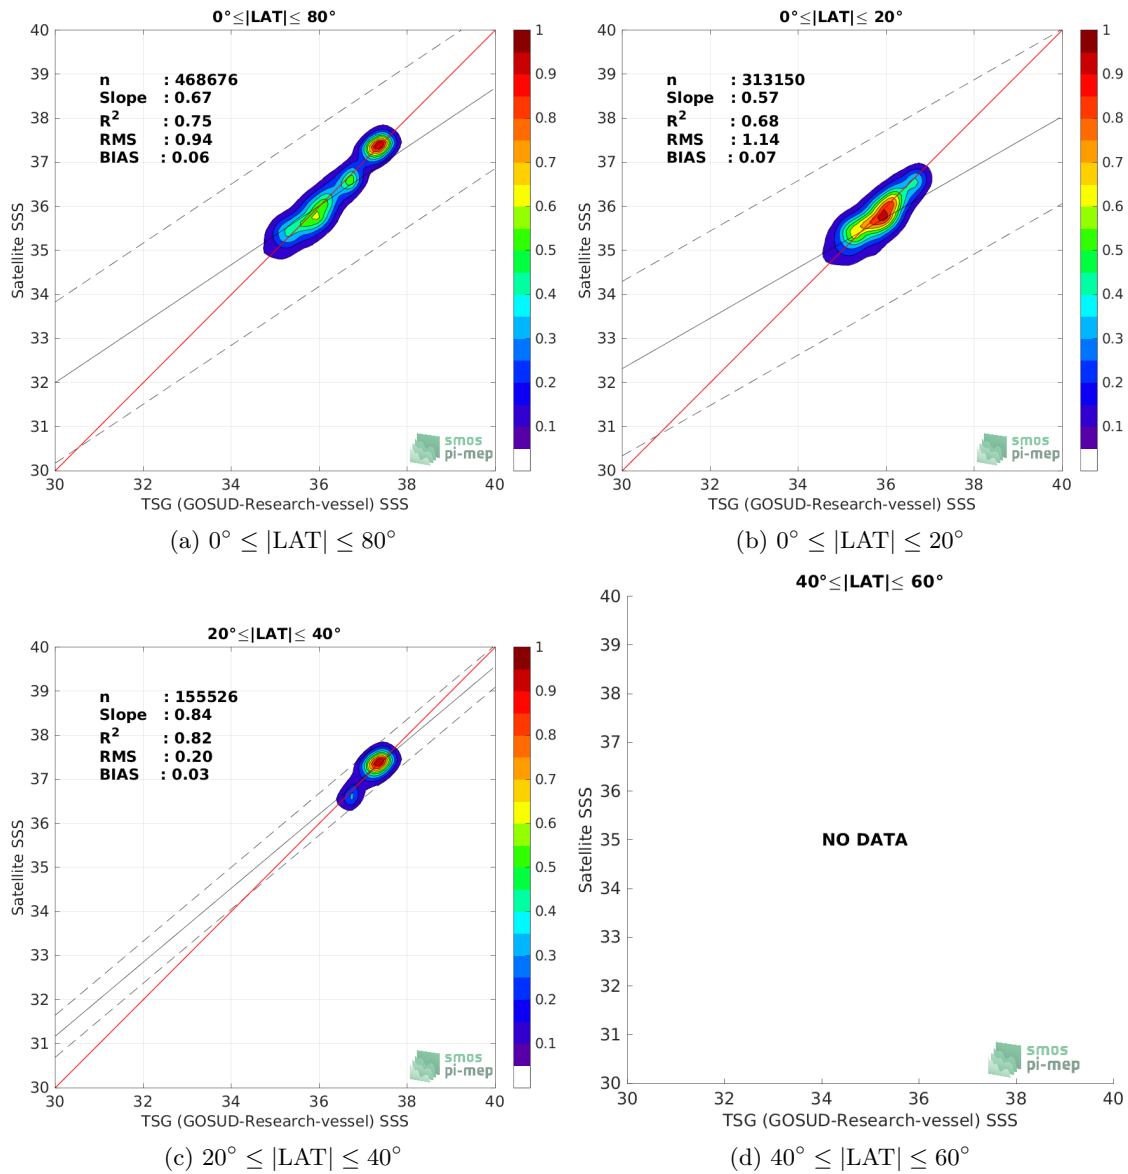 0°≤|LAT|≤ 80°
n : 468676
Slope : 0.67
R² : 0.75
RMS : 0.94
BIAS : 0.06
40
39
38
37
36
35
34
33
32
31
30
30 32 34 36 38 40
Satellite SSS
TSG (GOSUD-Research-vessel) SSS
1
0.9
0.8
0.7
0.6
0.5
0.4
0.3
0.2
0.1
smos
pi-mep
(a) 0° ≤ |LAT| ≤ 80°
0°≤|LAT|≤ 20°
n : 313150
Slope : 0.57
R² : 0.68
RMS : 1.14
BIAS : 0.07
40
39
38
37
36
35
34
33
32
31
30
30 32 34 36 38 40
Satellite SSS
TSG (GOSUD-Research-vessel) SSS
1
0.9
0.8
0.7
0.6
0.5
0.4
0.3
0.2
0.1
smos
pi-mep
(b) 0° ≤ |LAT| ≤ 20°
20°≤|LAT|≤ 40°
n : 155526
Slope : 0.84
R² : 0.82
RMS : 0.20
BIAS : 0.03
40
39
38
37
36
35
34
33
32
31
30
30 32 34 36 38 40
Satellite SSS
TSG (GOSUD-Research-vessel) SSS
1
0.9
0.8
0.7
0.6
0.5
0.4
0.3
0.2
0.1
smos
pi-mep
(c) 20° ≤ |LAT| ≤ 40°
40°≤|LAT|≤ 60°
40
39
38
37
36
35
34
33
32
31
30
30 32 34 36 38 40
Satellite SSS
NO DATA
TSG (GOSUD-Research-vessel) SSS
smos
pi-mep
(d) 40° ≤ |LAT| ≤ 60°